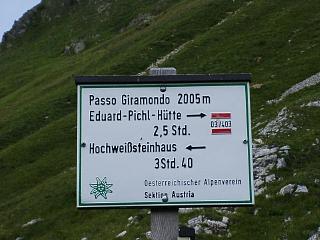 Passo Giramondo 2005m
Eduard-Pichl-Hütte → 03/403
2,5 Std.
Hochweißsteinhaus ←
3Std.40
Oesterreichischer Alpenverein
Sektion Austria